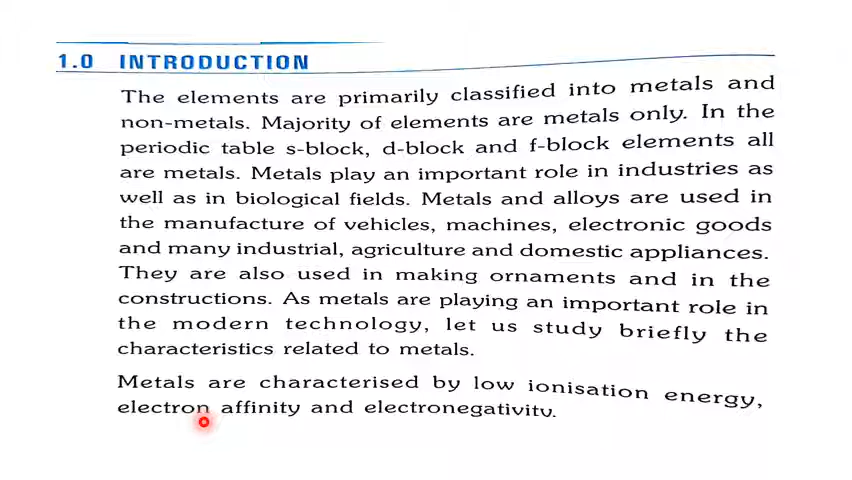 1.0 INTRODUCTION
The elements are primarily classified into metals and
non-metals. Majority of elements are metals only. In the
periodic table s-block, d-block and f-block elements all
are metals. Metals play an important role in industries as
well as in biological fields. Metals and alloys are used in
the manufacture of vehicles, machines, electronic goods
and many industrial, agriculture and domestic appliances.
They are also used in making ornaments and in the
constructions. As metals are playing an important role in
the modern technology, let us study briefly the
characteristics related to metals.
Metals are characterised by low ionisation energy,
electron affinity and electronegativity.